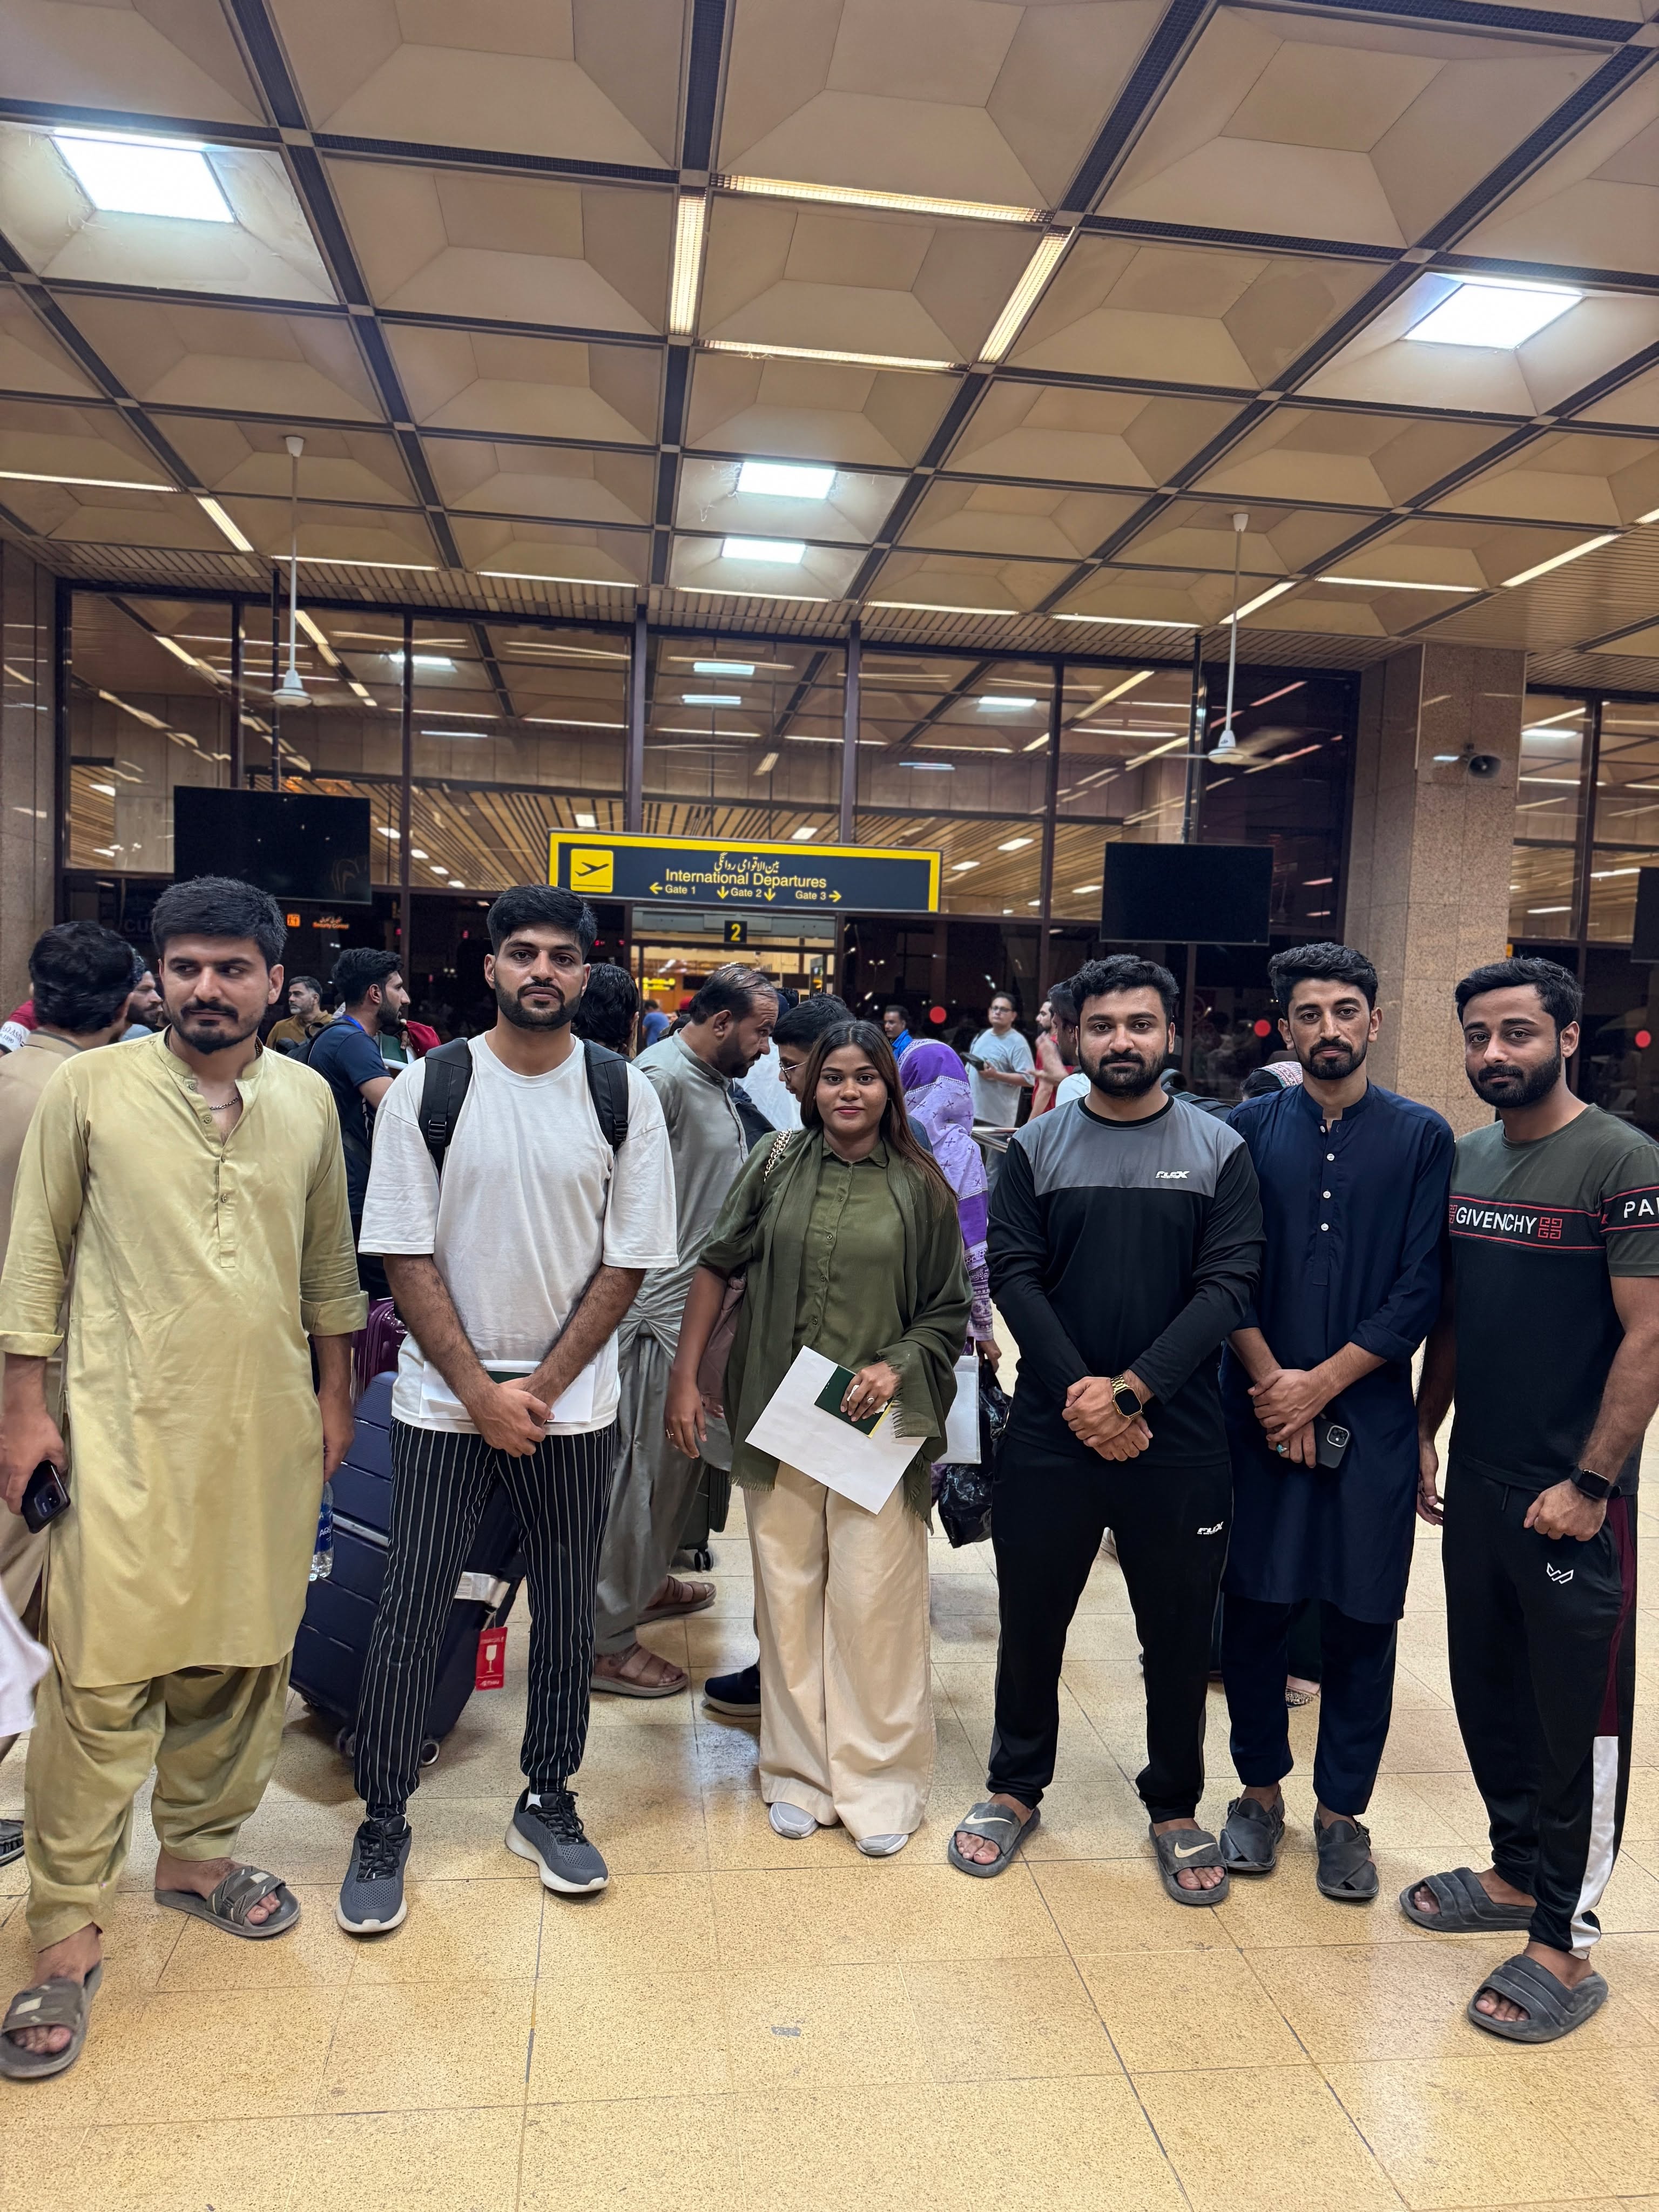 بین الاقوامی روانگی
International Departures
← Gate 1 ↓ Gate 2 ↓ Gate 3 →
2
FLEX
GIVENCHY
PA
FLEX